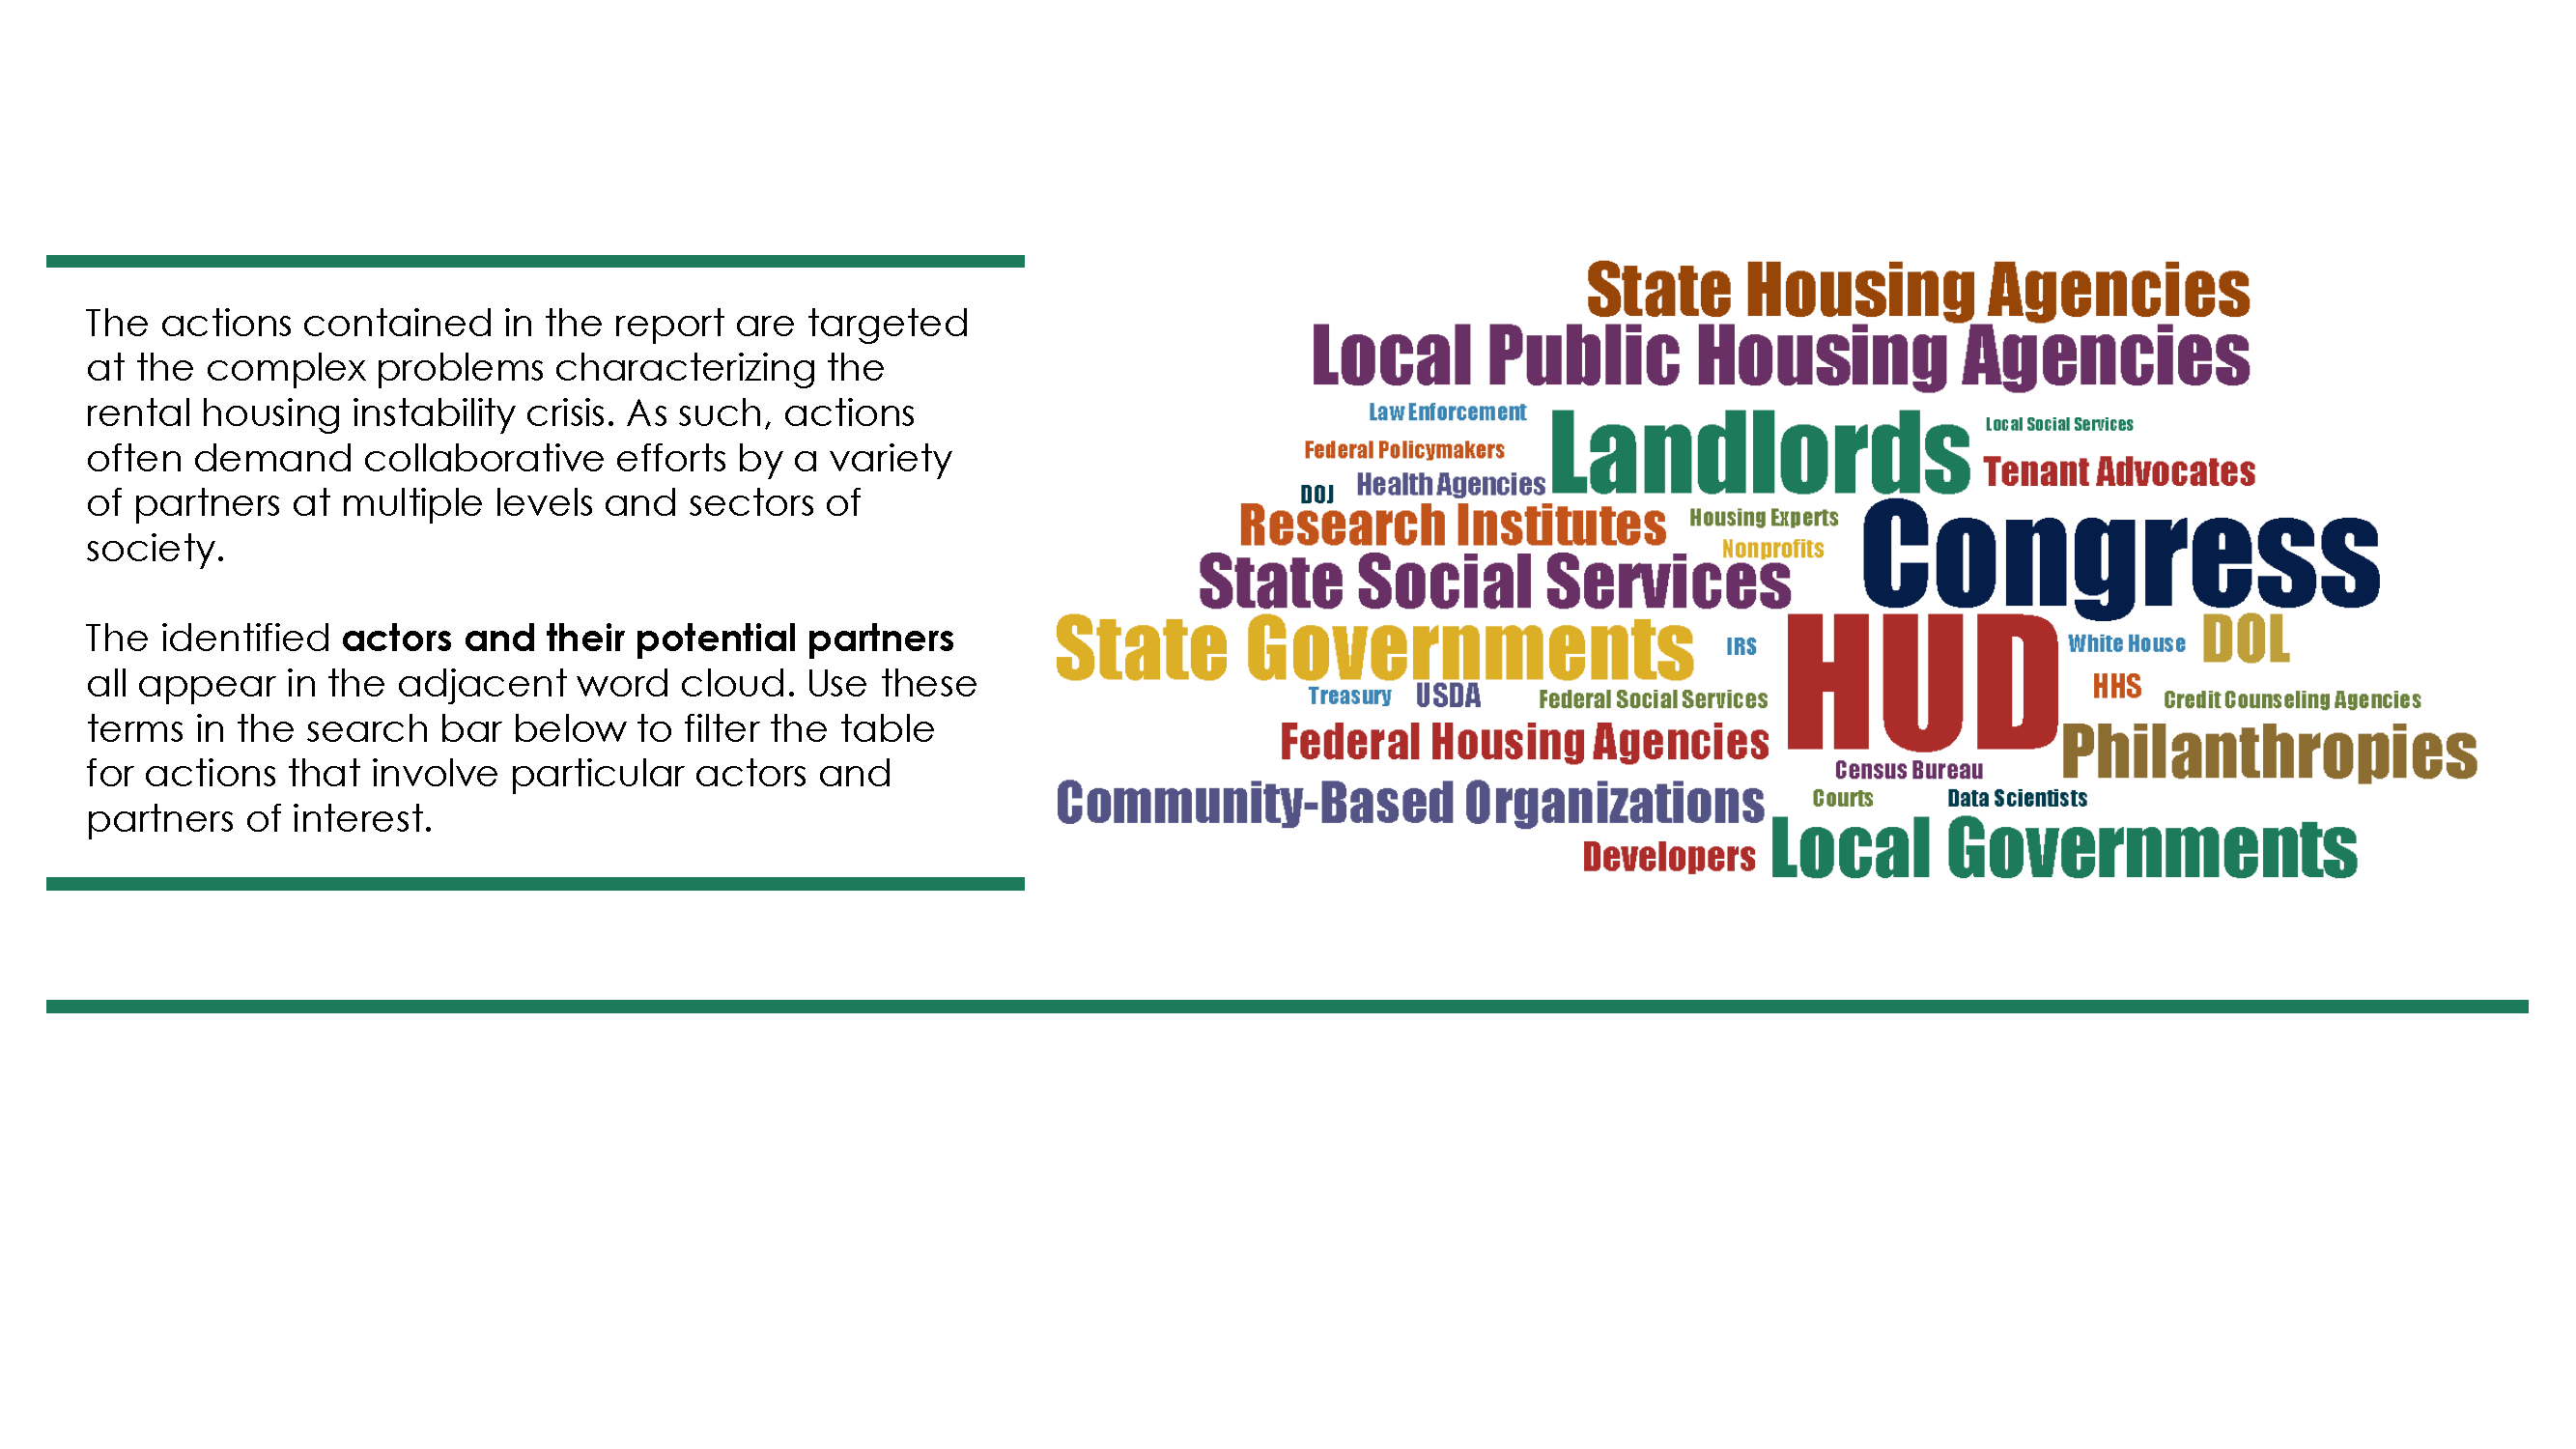 The actions contained in the report are targeted
at the complex problems characterizing the
rental housing instability crisis. As such, actions
often demand collaborative efforts by a variety
of partners at multiple levels and sectors of
society.
The identified actors and their potential partners
all appear in the adjacent word cloud. Use these
terms in the search bar below to filter the table
for actions that involve particular actors and
partners of interest.
State Housing Agencies
Local Public Housing Agencies
Law Enforcement
Landlords
Local Social Services
Federal Policymakers
Tenant Advocates
Health Agencies
DOJ
Research Institutes
Housing Experts
Congress
Nonprofits
State Social Services
State Governments
IRS
HUD
White House
DOL
HHS
Treasury
USDA
Federal Social Services
Credit Counseling Agencies
Federal Housing Agencies
Philanthropies
Census Bureau
Community-Based Organizations
Courts
Data Scientists
Developers
Local Governments